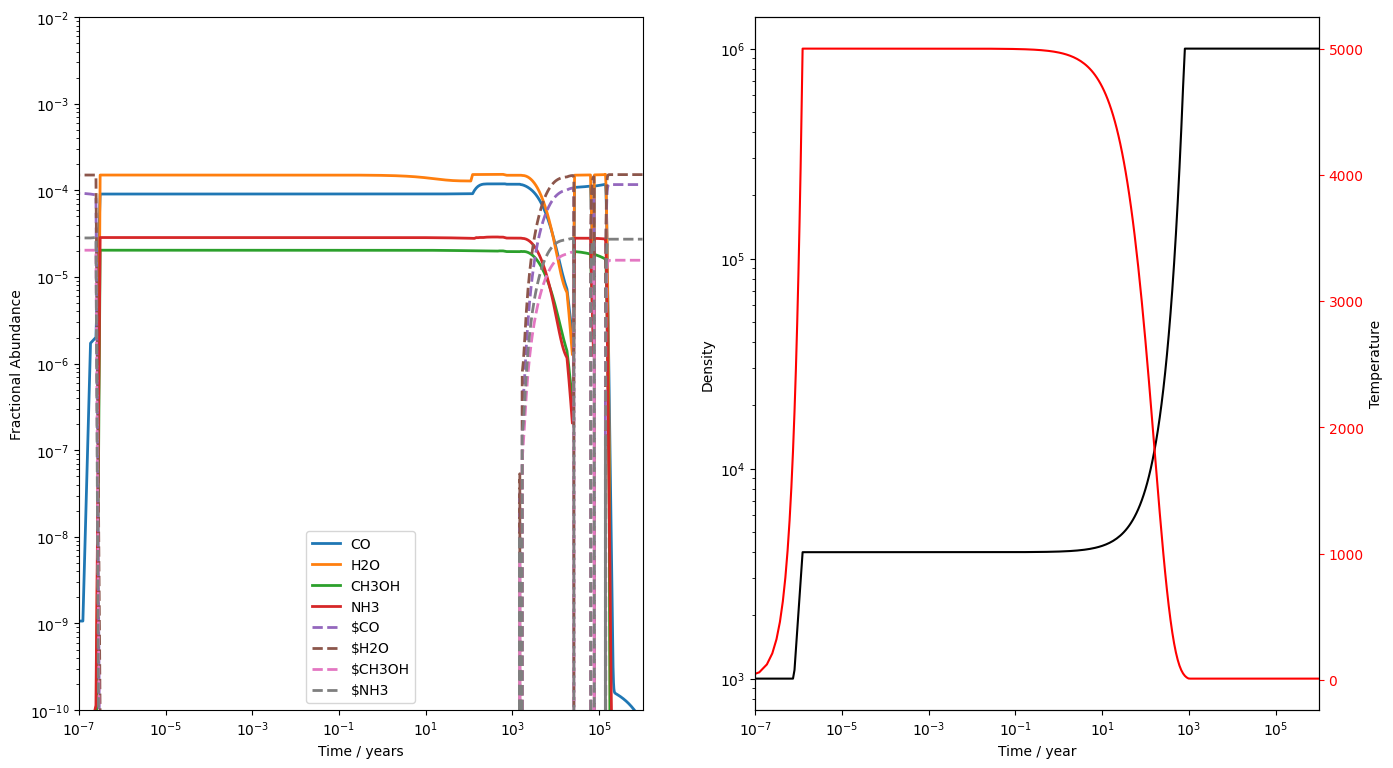 10⁻²
10⁻³
10⁻⁴
10⁻⁵
10⁻⁶
10⁻⁷
10⁻⁸
10⁻⁹
10⁻¹⁰
Fractional Abundance
CO
H2O
CH3OH
NH3
$CO
$H2O
$CH3OH
$NH3
10⁻⁷ 10⁻⁵ 10⁻³ 10⁻¹ 10¹ 10³ 10⁵
Time / years
10⁶
10⁵
10⁴
10³
Density
5000
4000
3000
2000
1000
0
Temperature
10⁻⁷ 10⁻⁵ 10⁻³ 10⁻¹ 10¹ 10³ 10⁵
Time / year